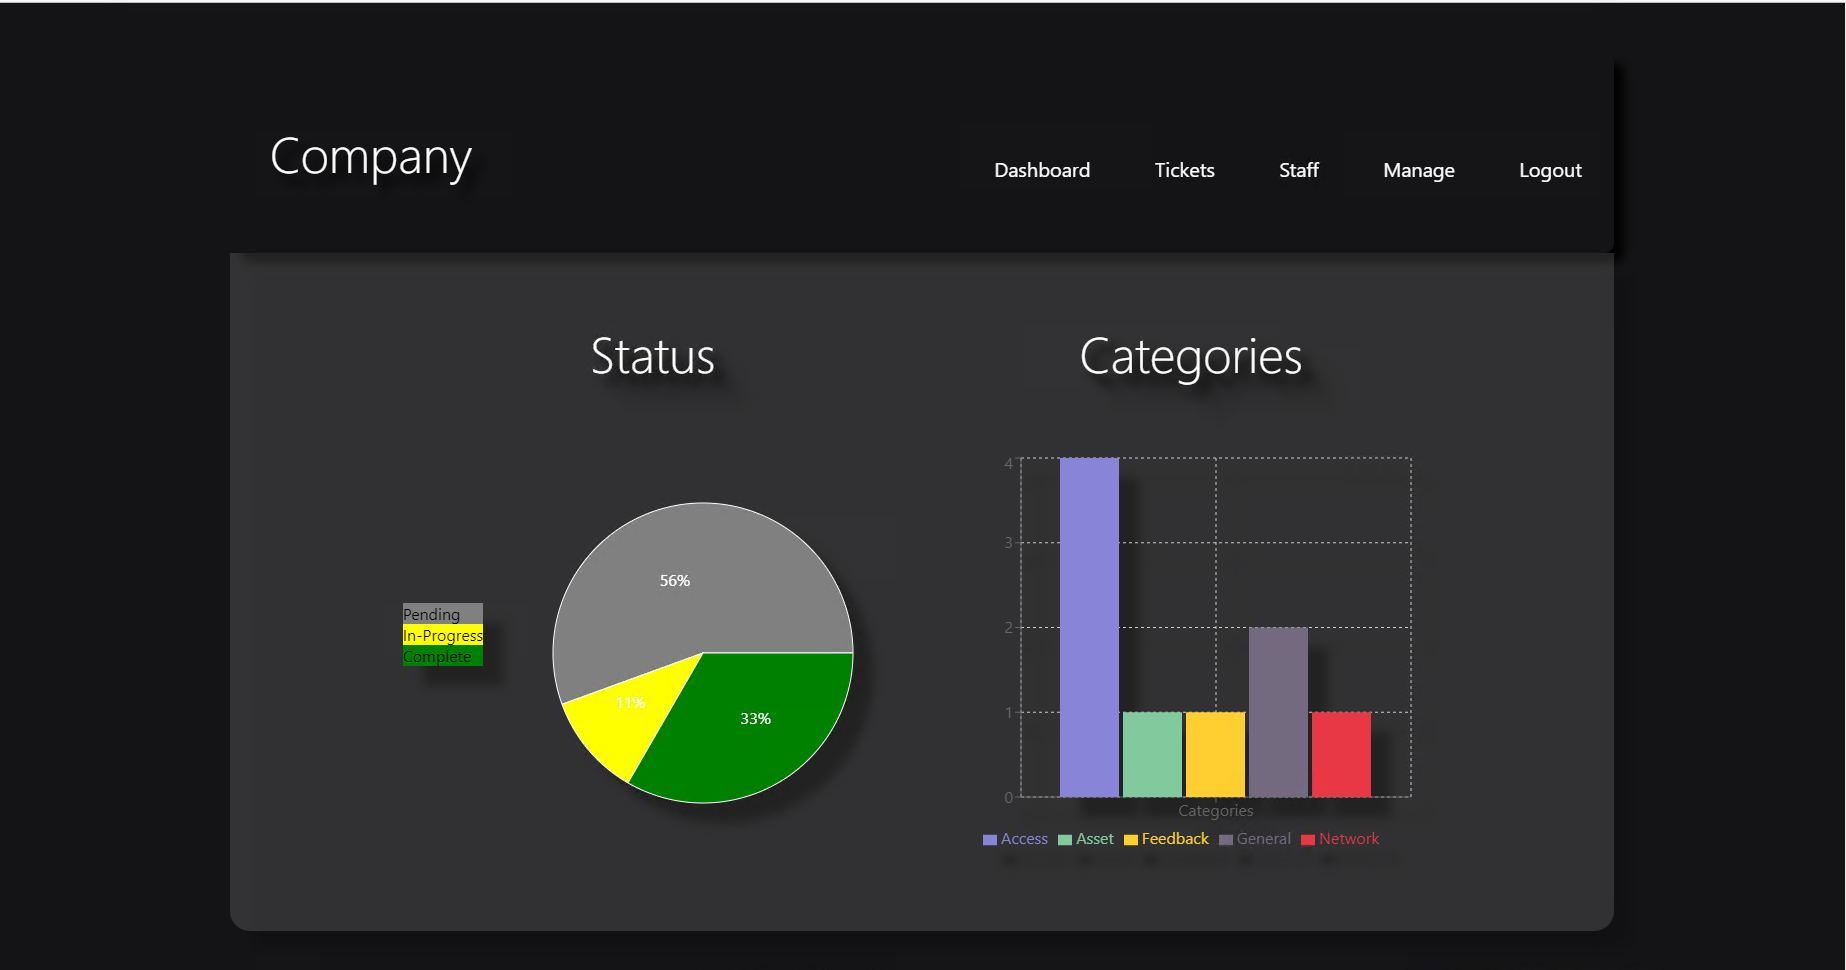 Company
Dashboard Tickets Staff Manage Logout
Status
Categories
Pending
In-Progress
Complete
56%
11%
33%
4
3
2
1
0
Categories
Access Asset Feedback General Network